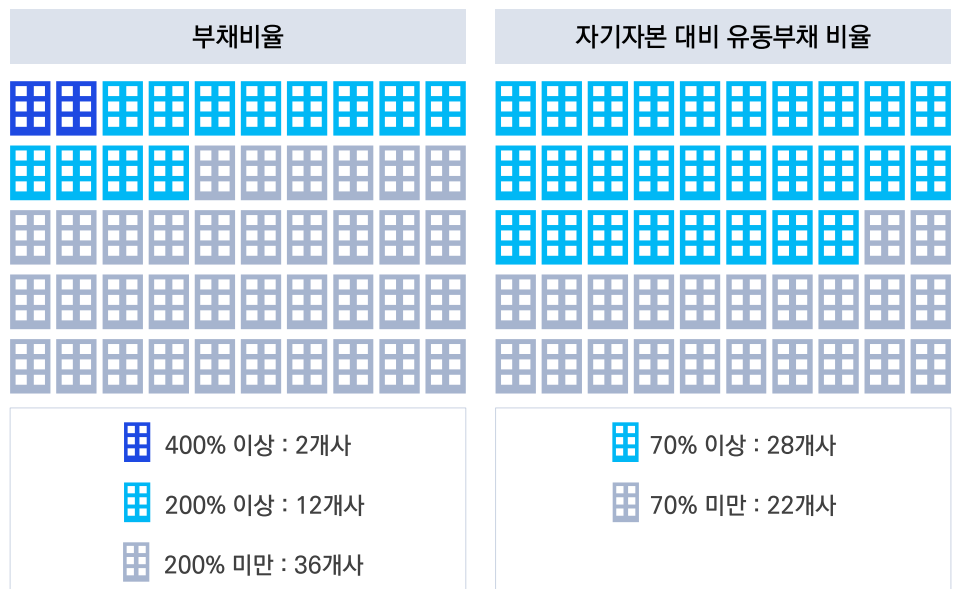 부채비율
400% 이상 : 2개사
200% 이상 : 12개사
200% 미만 : 36개사
자기자본 대비 유동부채 비율
70% 이상 : 28개사
70% 미만 : 22개사